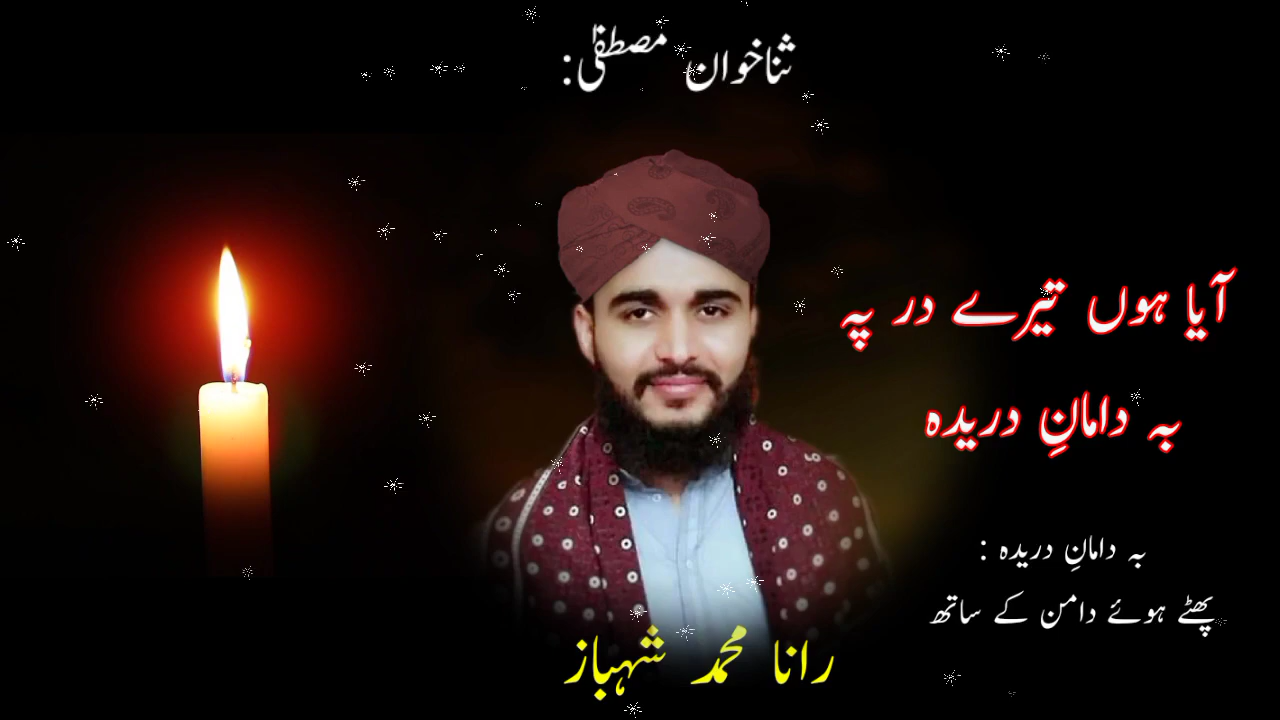 ثناخوان مصطفیٰ:
آیا ہوں تیرے در پہ
بہ دامانِ دریدہ
بہ دامانِ دریدہ :
پھٹے ہوئے دامن کے ساتھ
رانا محمد شہباز